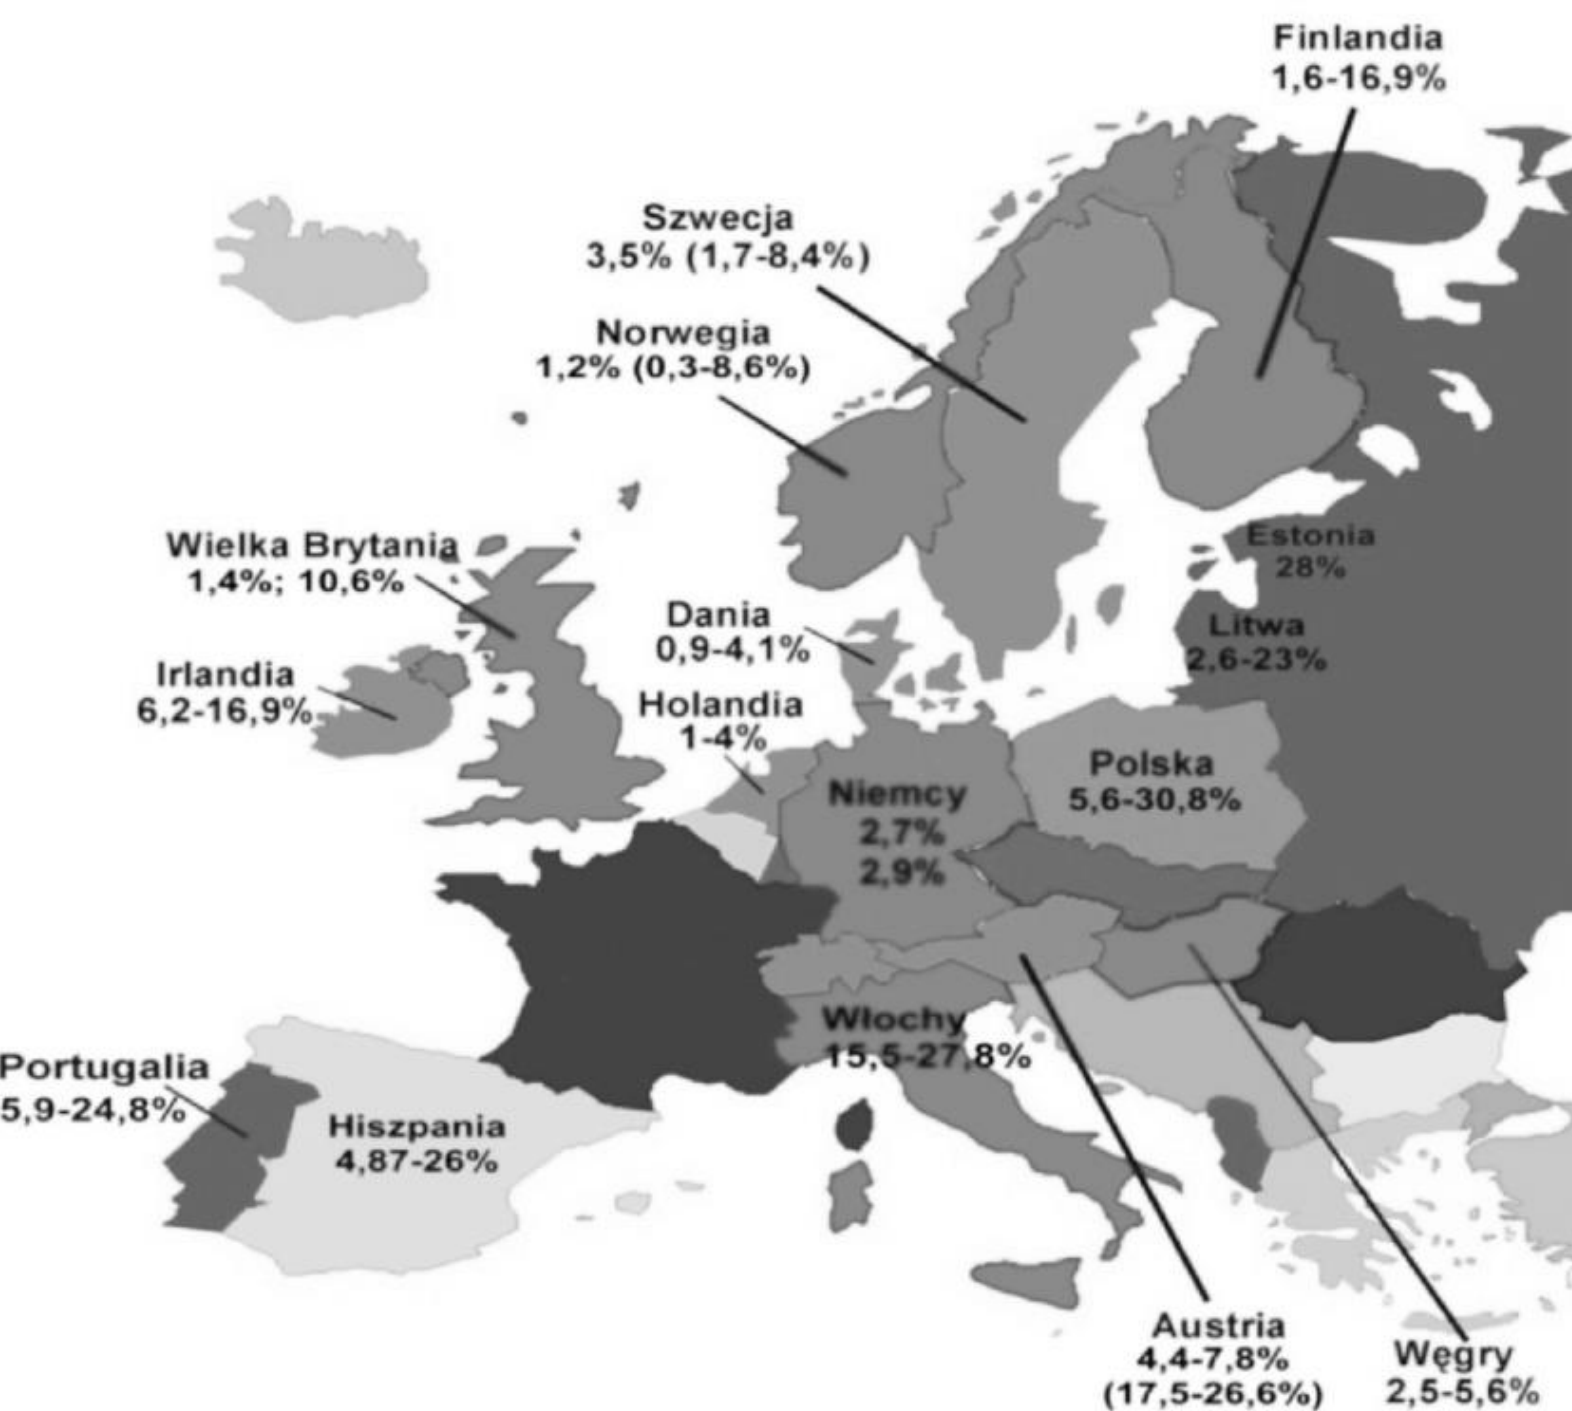 Finlandia
1,6-16,9%
Szwecja
3,5% (1,7-8,4%)
Norwegia
1,2% (0,3-8,6%)
Wielka Brytania
1,4%; 10,6%
Estonia
28%
Dania
0,9-4,1%
Litwa
2,6-23%
Irlandia
6,2-16,9%
Holandia
1-4%
Polska
5,6-30,8%
Niemcy
2,7%
2,9%
Włochy
15,5-27,8%
Portugalia
5,9-24,8%
Hiszpania
4,87-26%
Austria
4,4-7,8%
(17,5-26,6%)
Węgry
2,5-5,6%